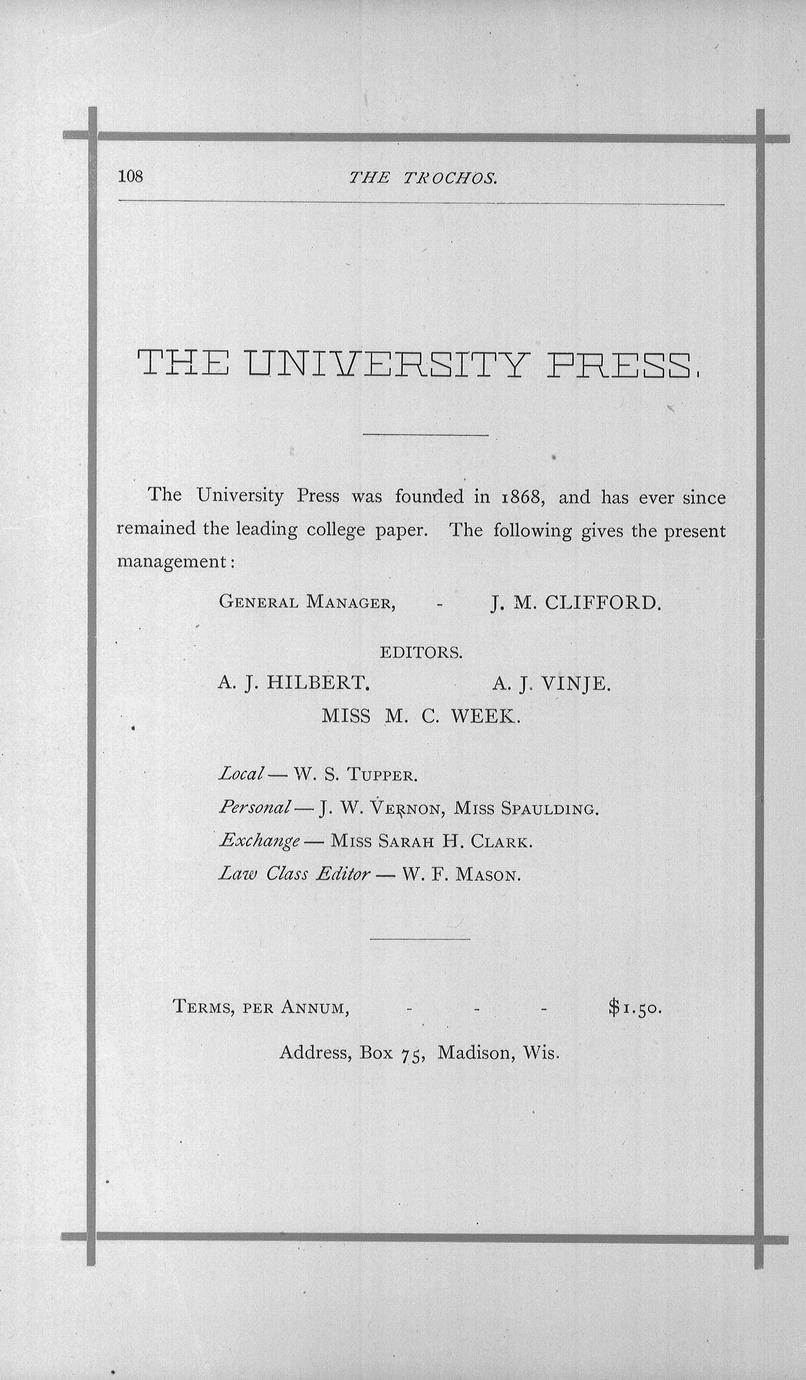 108 THE TROCHOS.
THE UNIVERSITY PRESS.
The University Press was founded in 1868, and has ever since
remained the leading college paper. The following gives the present
management:
GENERAL MANAGER, - J. M. CLIFFORD.
EDITORS.
A. J. HILBERT. A. J. VINJE.
MISS M. C. WEEK.
Local — W. S. TUPPER.
Personal — J. W. VERNON, MISS SPAULDING.
Exchange — MISS SARAH H. CLARK.
Law Class Editor — W. F. MASON.
TERMS, PER ANNUM, - - - $1.50.
Address, Box 75, Madison, Wis.